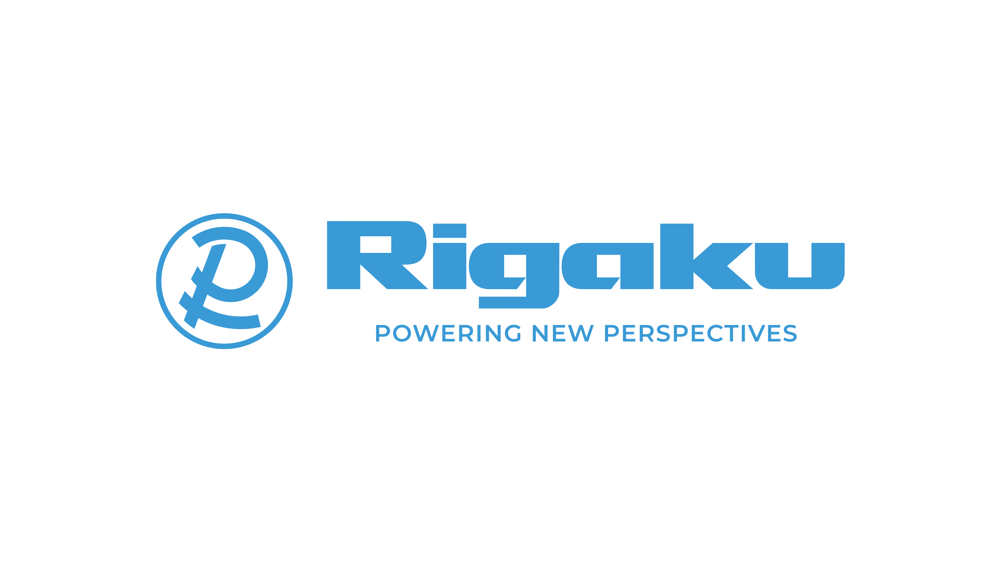 Rigaku
POWERING NEW PERSPECTIVES